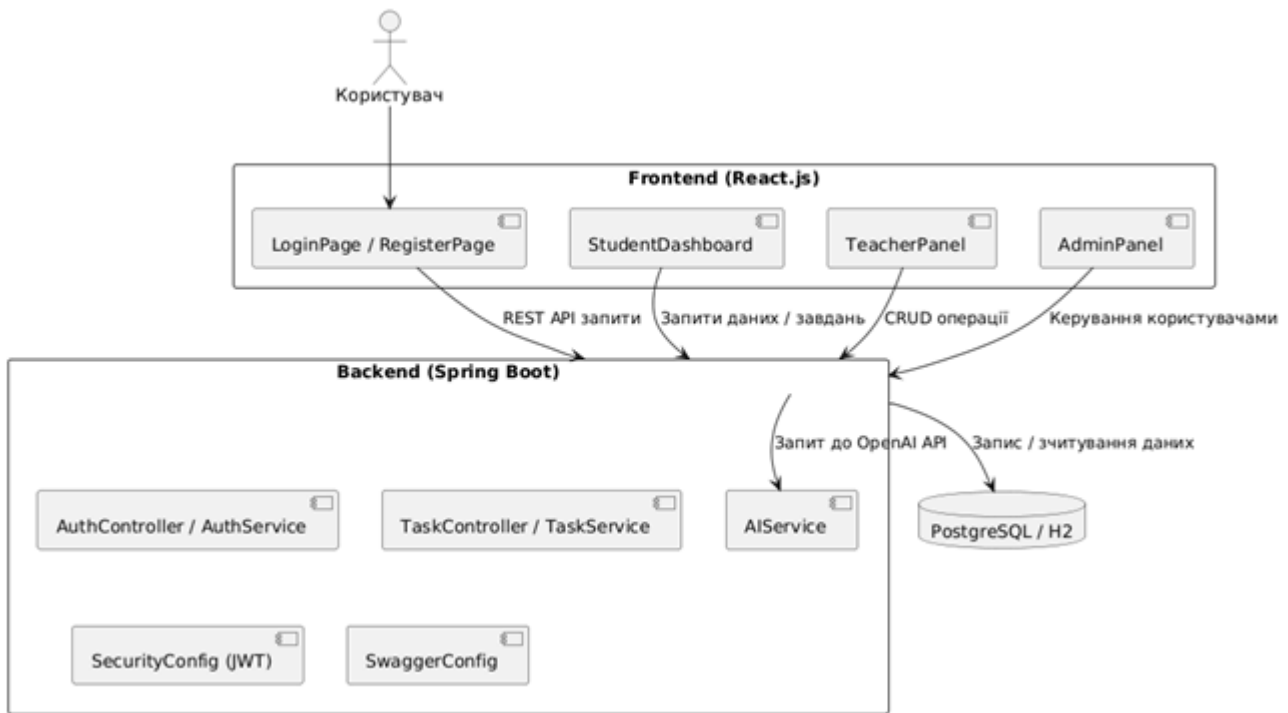 Користувач
Frontend (React.js)
LoginPage / RegisterPage
StudentDashboard
TeacherPanel
AdminPanel
REST API запити
Запити даних / завдань
CRUD операції
Керування користувачами
Backend (Spring Boot)
Запит до OpenAI API
Запис / зчитування даних
AuthController / AuthService
TaskController / TaskService
AIService
PostgreSQL / H2
SecurityConfig (JWT)
SwaggerConfig